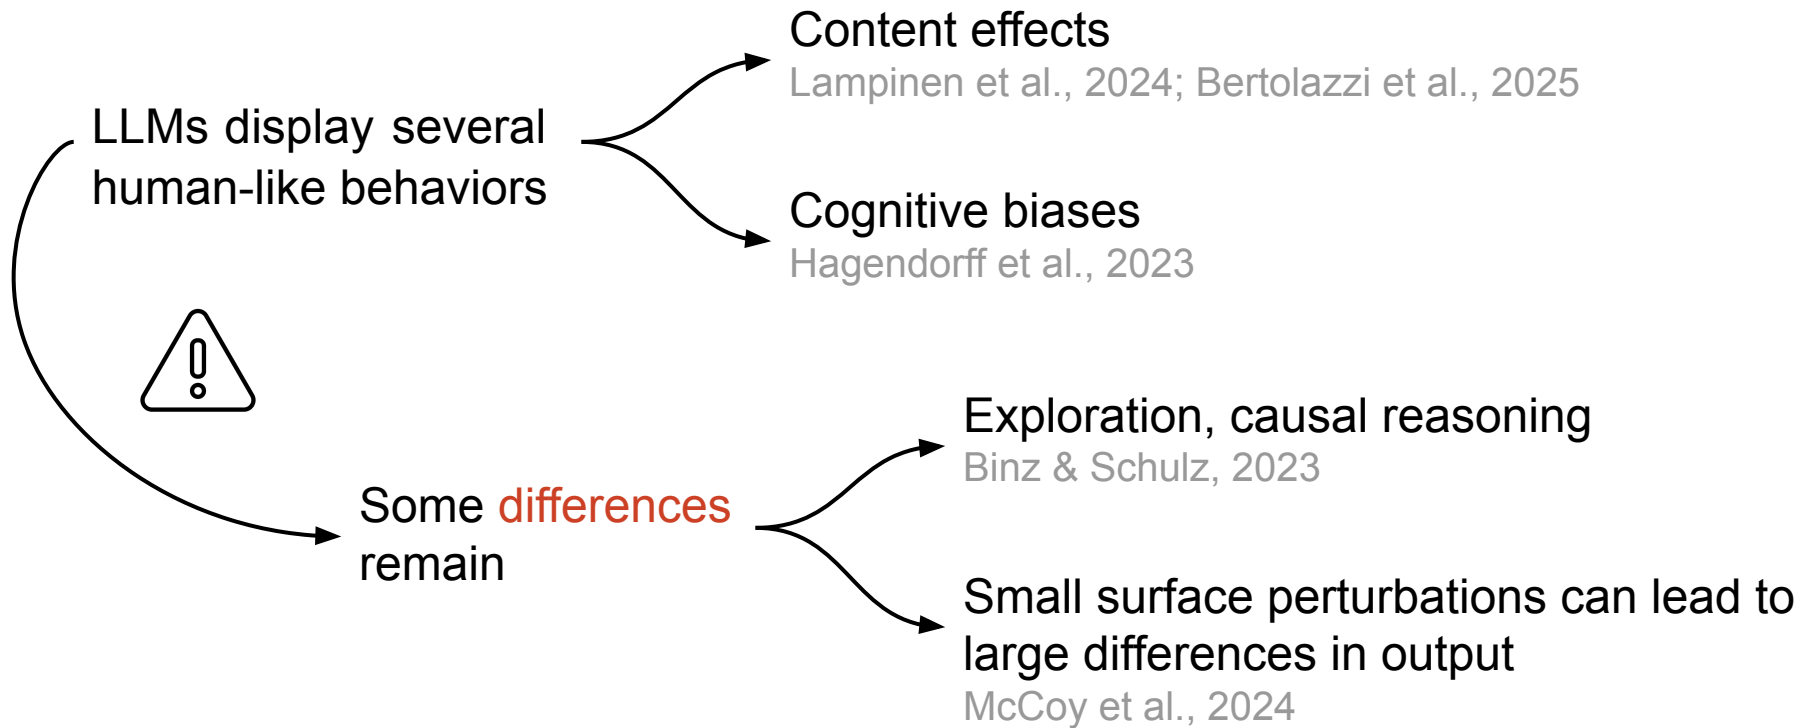 Content effects
Lampinen et al., 2024; Bertolazzi et al., 2025
LLMs display several
human-like behaviors
Cognitive biases
Hagendorff et al., 2023
Exploration, causal reasoning
Binz & Schulz, 2023
Some differences
remain
Small surface perturbations can lead to
large differences in output
McCoy et al., 2024